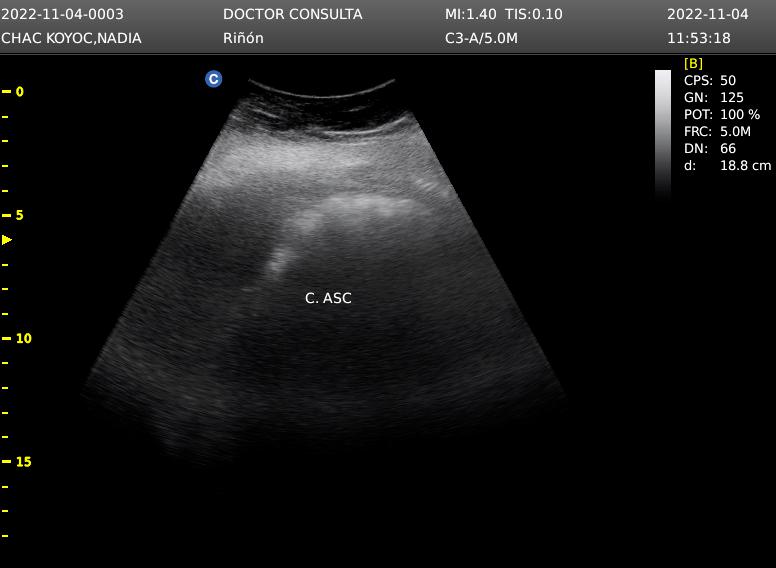 2022-11-04-0003 DOCTOR CONSULTA MI:1.40 TIS:0.10 2022-11-04
CHAC KOYOC,NADIA Riñón C3-A/5.0M 11:53:18
[B]
C
CPS: 50
0
GN: 125
POT: 100 %
FRC: 5.0M
DN: 66
d: 18.8 cm
5
C. ASC
10
15